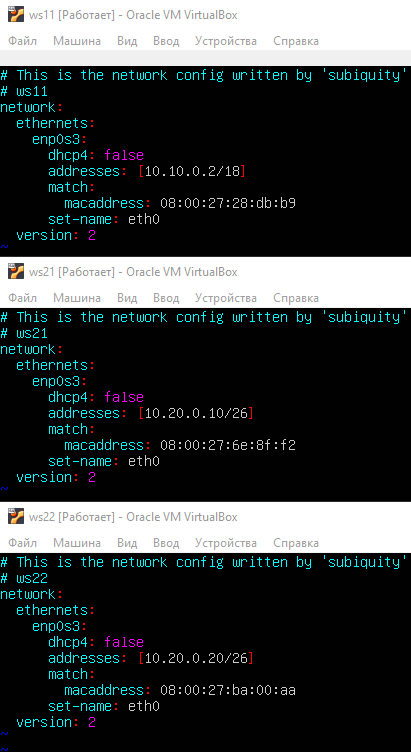 ws11 [Работает] - Oracle VM VirtualBox
Файл Машина Вид Ввод Устройства Справка
# This is the network config written by 'subiquity'
# ws11
network:
  ethernets:
    enp0s3:
      dhcp4: false
      addresses: [10.10.0.2/18]
      match:
        macaddress: 08:00:27:28:db:b9
      set-name: eth0
  version: 2
~
ws21 [Работает] - Oracle VM VirtualBox
Файл Машина Вид Ввод Устройства Справка
# This is the network config written by 'subiquity'
# ws21
network:
  ethernets:
    enp0s3:
      dhcp4: false
      addresses: [10.20.0.10/26]
      match:
        macaddress: 08:00:27:6e:8f:f2
      set-name: eth0
  version: 2
~
ws22 [Работает] - Oracle VM VirtualBox
Файл Машина Вид Ввод Устройства Справка
# This is the network config written by 'subiquity'
# ws22
network:
  ethernets:
    enp0s3:
      dhcp4: false
      addresses: [10.20.0.20/26]
      match:
        macaddress: 08:00:27:ba:00:aa
      set-name: eth0
  version: 2
~
~